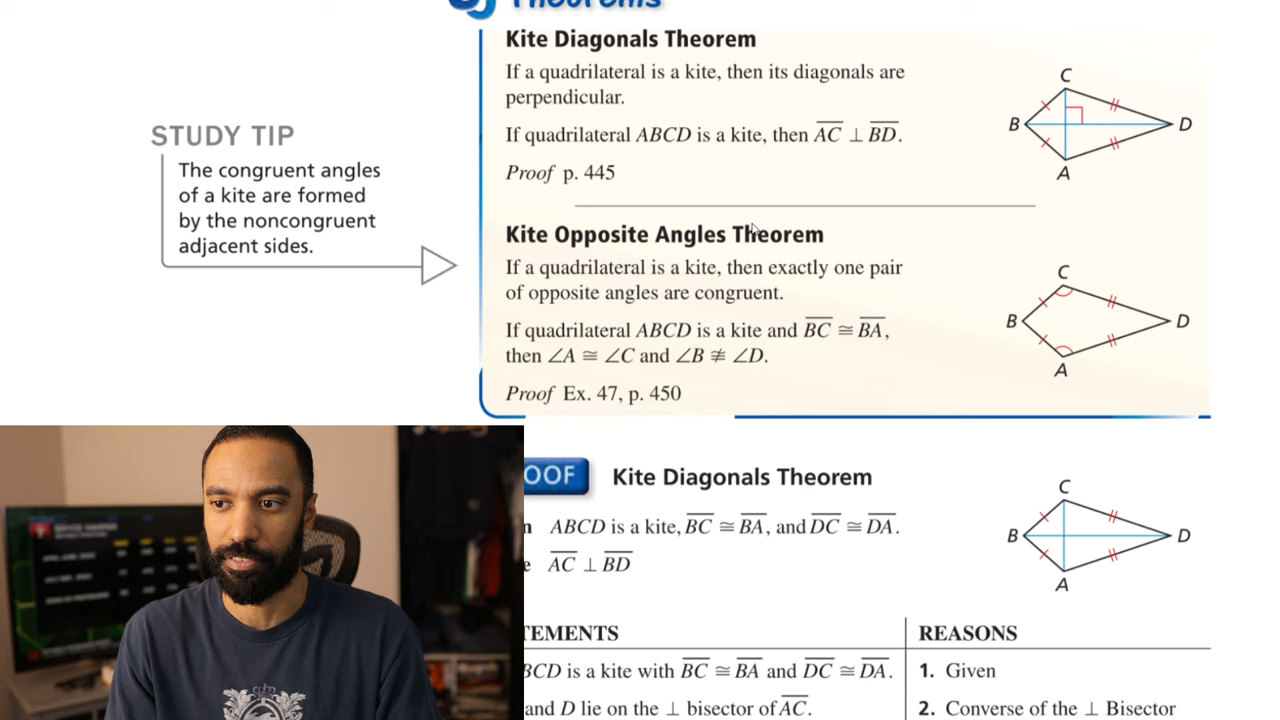 Theorems
Kite Diagonals Theorem
If a quadrilateral is a kite, then its diagonals are
perpendicular.
If quadrilateral ABCD is a kite, then AC ⊥ BD.
Proof p. 445
C
B
D
A
STUDY TIP
The congruent angles
of a kite are formed
by the noncongruent
adjacent sides.
Kite Opposite Angles Theorem
If a quadrilateral is a kite, then exactly one pair
of opposite angles are congruent.
If quadrilateral ABCD is a kite and BC ≅ BA,
then ∠A ≅ ∠C and ∠B ≇ ∠D.
Proof Ex. 47, p. 450
C
B
D
A
OOF Kite Diagonals Theorem
n ABCD is a kite, BC ≅ BA, and DC ≅ DA.
e AC ⊥ BD
C
B
D
A
TEMENTS REASONS
BCD is a kite with BC ≅ BA and DC ≅ DA. 1. Given
and D lie on the ⊥ bisector of AC. 2. Converse of the ⊥ Bisector